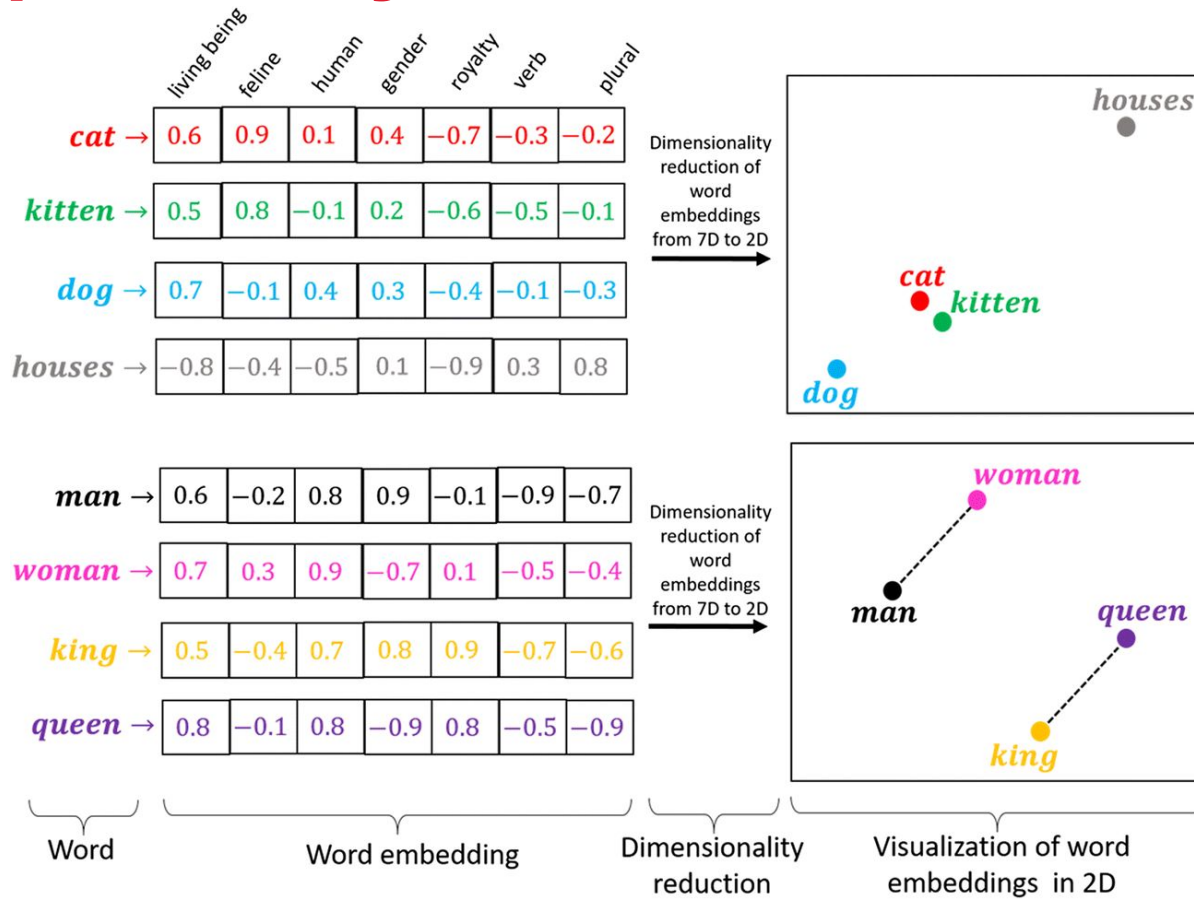 living being feline human gender royalty verb plural
cat → 0.6 0.9 0.1 0.4 −0.7 −0.3 −0.2
kitten → 0.5 0.8 −0.1 0.2 −0.6 −0.5 −0.1
dog → 0.7 −0.1 0.4 0.3 −0.4 −0.1 −0.3
houses → −0.8 −0.4 −0.5 0.1 −0.9 0.3 0.8
Dimensionality
reduction of
word
embeddings
from 7D to 2D
houses
cat
kitten
dog
man → 0.6 −0.2 0.8 0.9 −0.1 −0.9 −0.7
woman → 0.7 0.3 0.9 −0.7 0.1 −0.5 −0.4
king → 0.5 −0.4 0.7 0.8 0.9 −0.7 −0.6
queen → 0.8 −0.1 0.8 −0.9 0.8 −0.5 −0.9
Dimensionality
reduction of
word
embeddings
from 7D to 2D
woman
man
queen
king
Word
Word embedding
Dimensionality
reduction
Visualization of word
embeddings in 2D